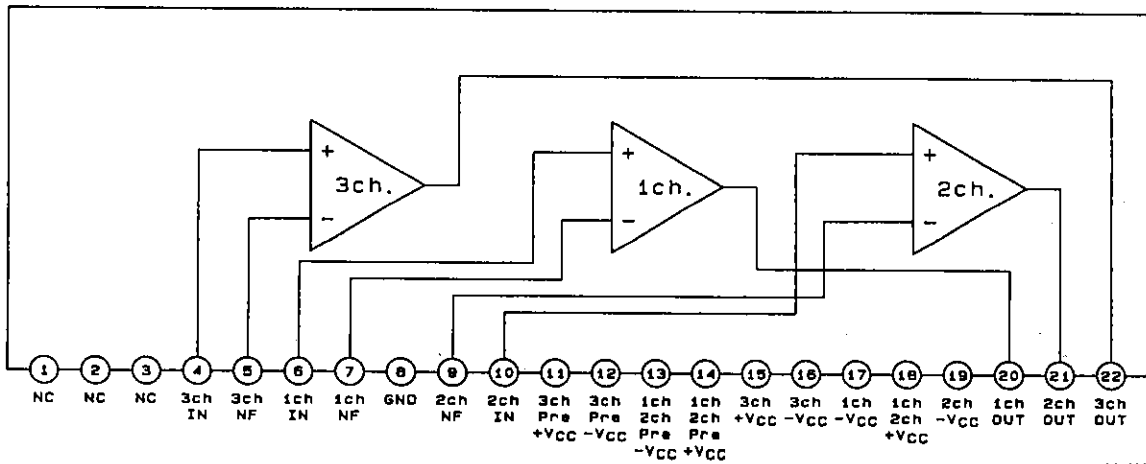 +
3ch.
−
+
1ch.
−
+
2ch.
−
1 2 3 4 5 6 7 8 9 10 11 12 13 14 15 16 17 18 19 20 21 22
NC
NC
NC
3ch
IN
3ch
NF
1ch
IN
1ch
NF
GND
2ch
NF
2ch
IN
3ch
Pre
+VCC
3ch
Pre
-VCC
1ch
2ch
Pre
-VCC
1ch
2ch
Pre
+VCC
3ch
+VCC
3ch
-VCC
1ch
-VCC
1ch
2ch
+VCC
2ch
-VCC
1ch
OUT
2ch
OUT
3ch
OUT